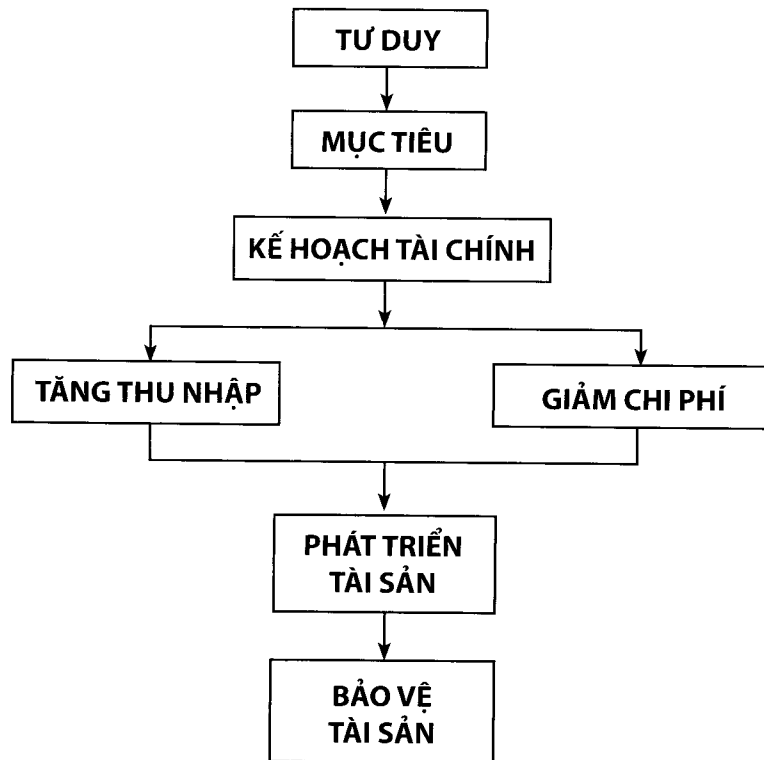 TƯ DUY
MỤC TIÊU
KẾ HOẠCH TÀI CHÍNH
TĂNG THU NHẬP
GIẢM CHI PHÍ
PHÁT TRIỂN
TÀI SẢN
BẢO VỆ
TÀI SẢN